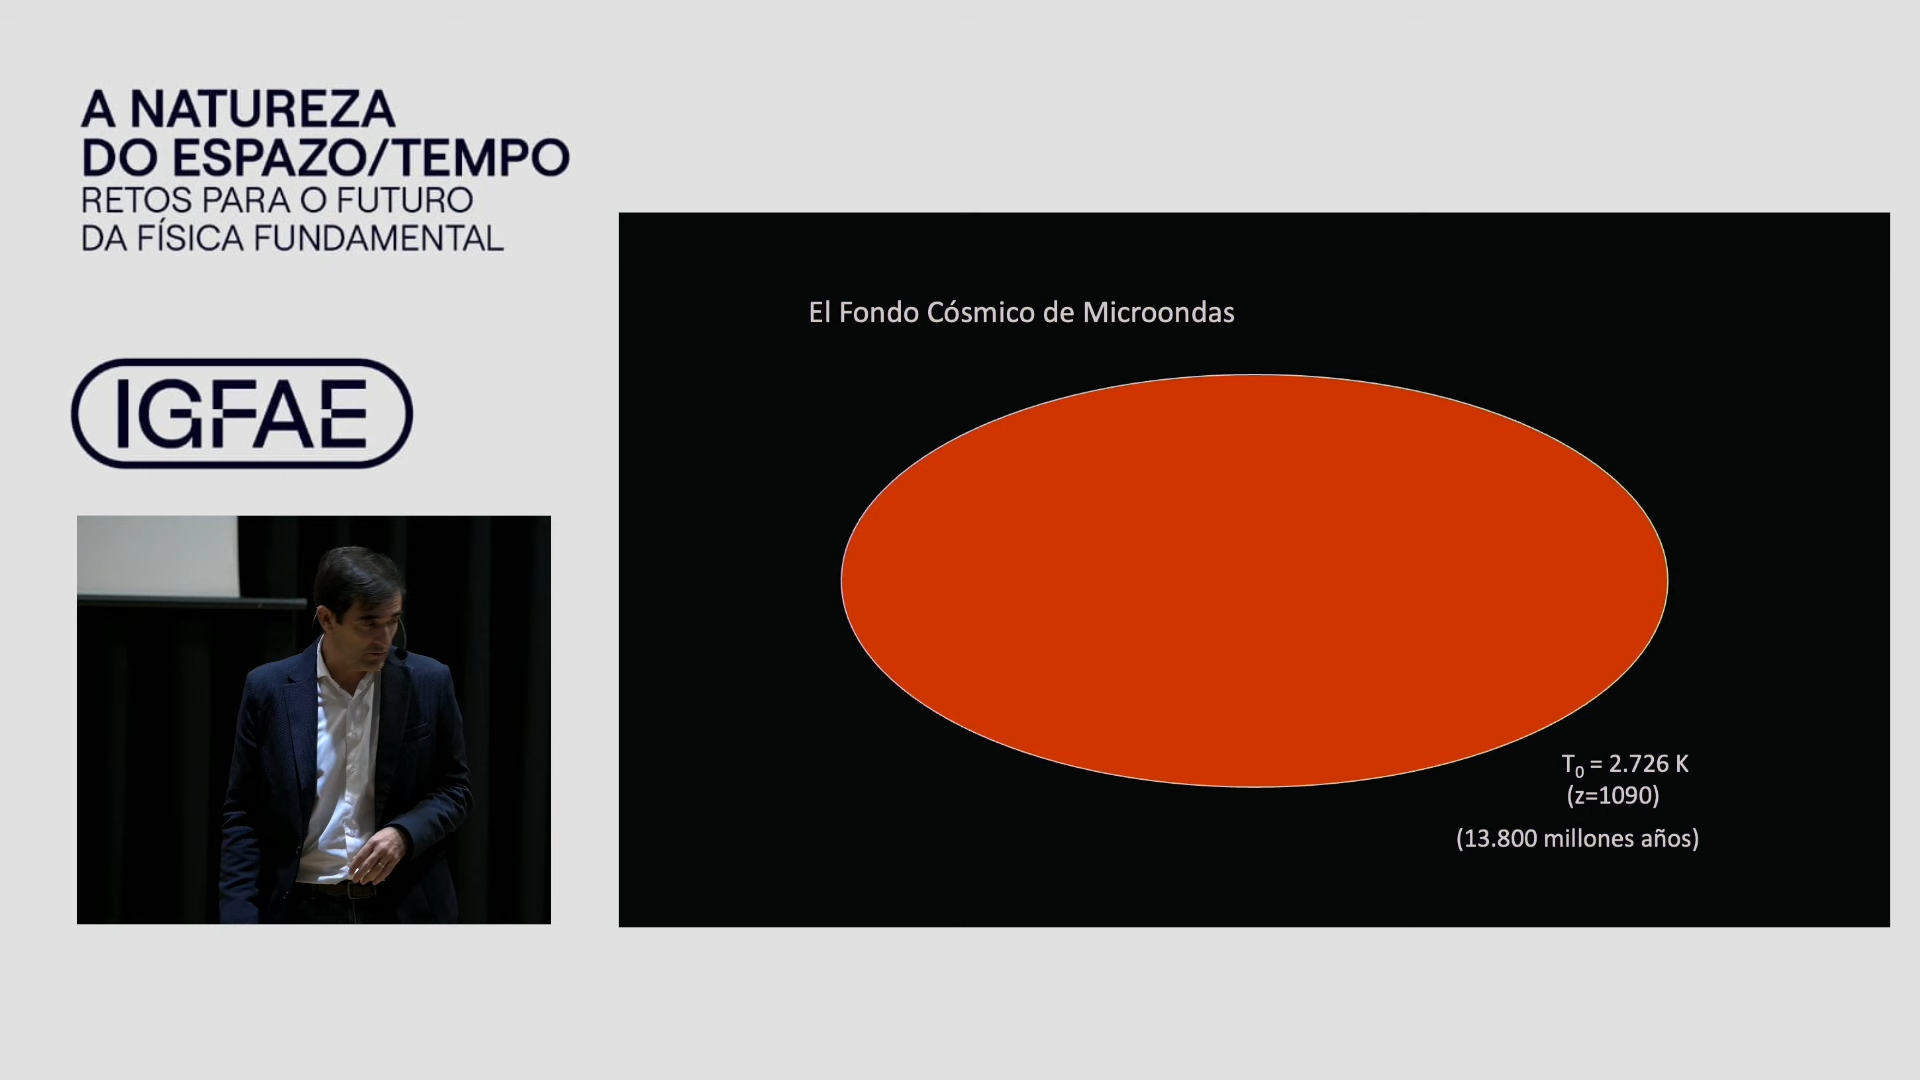 A NATUREZA
DO ESPAZO/TEMPO
RETOS PARA O FUTURO
DA FÍSICA FUNDAMENTAL
IGFAE
El Fondo Cósmico de Microondas
T₀ = 2.726 K
(z=1090)
(13.800 millones años)